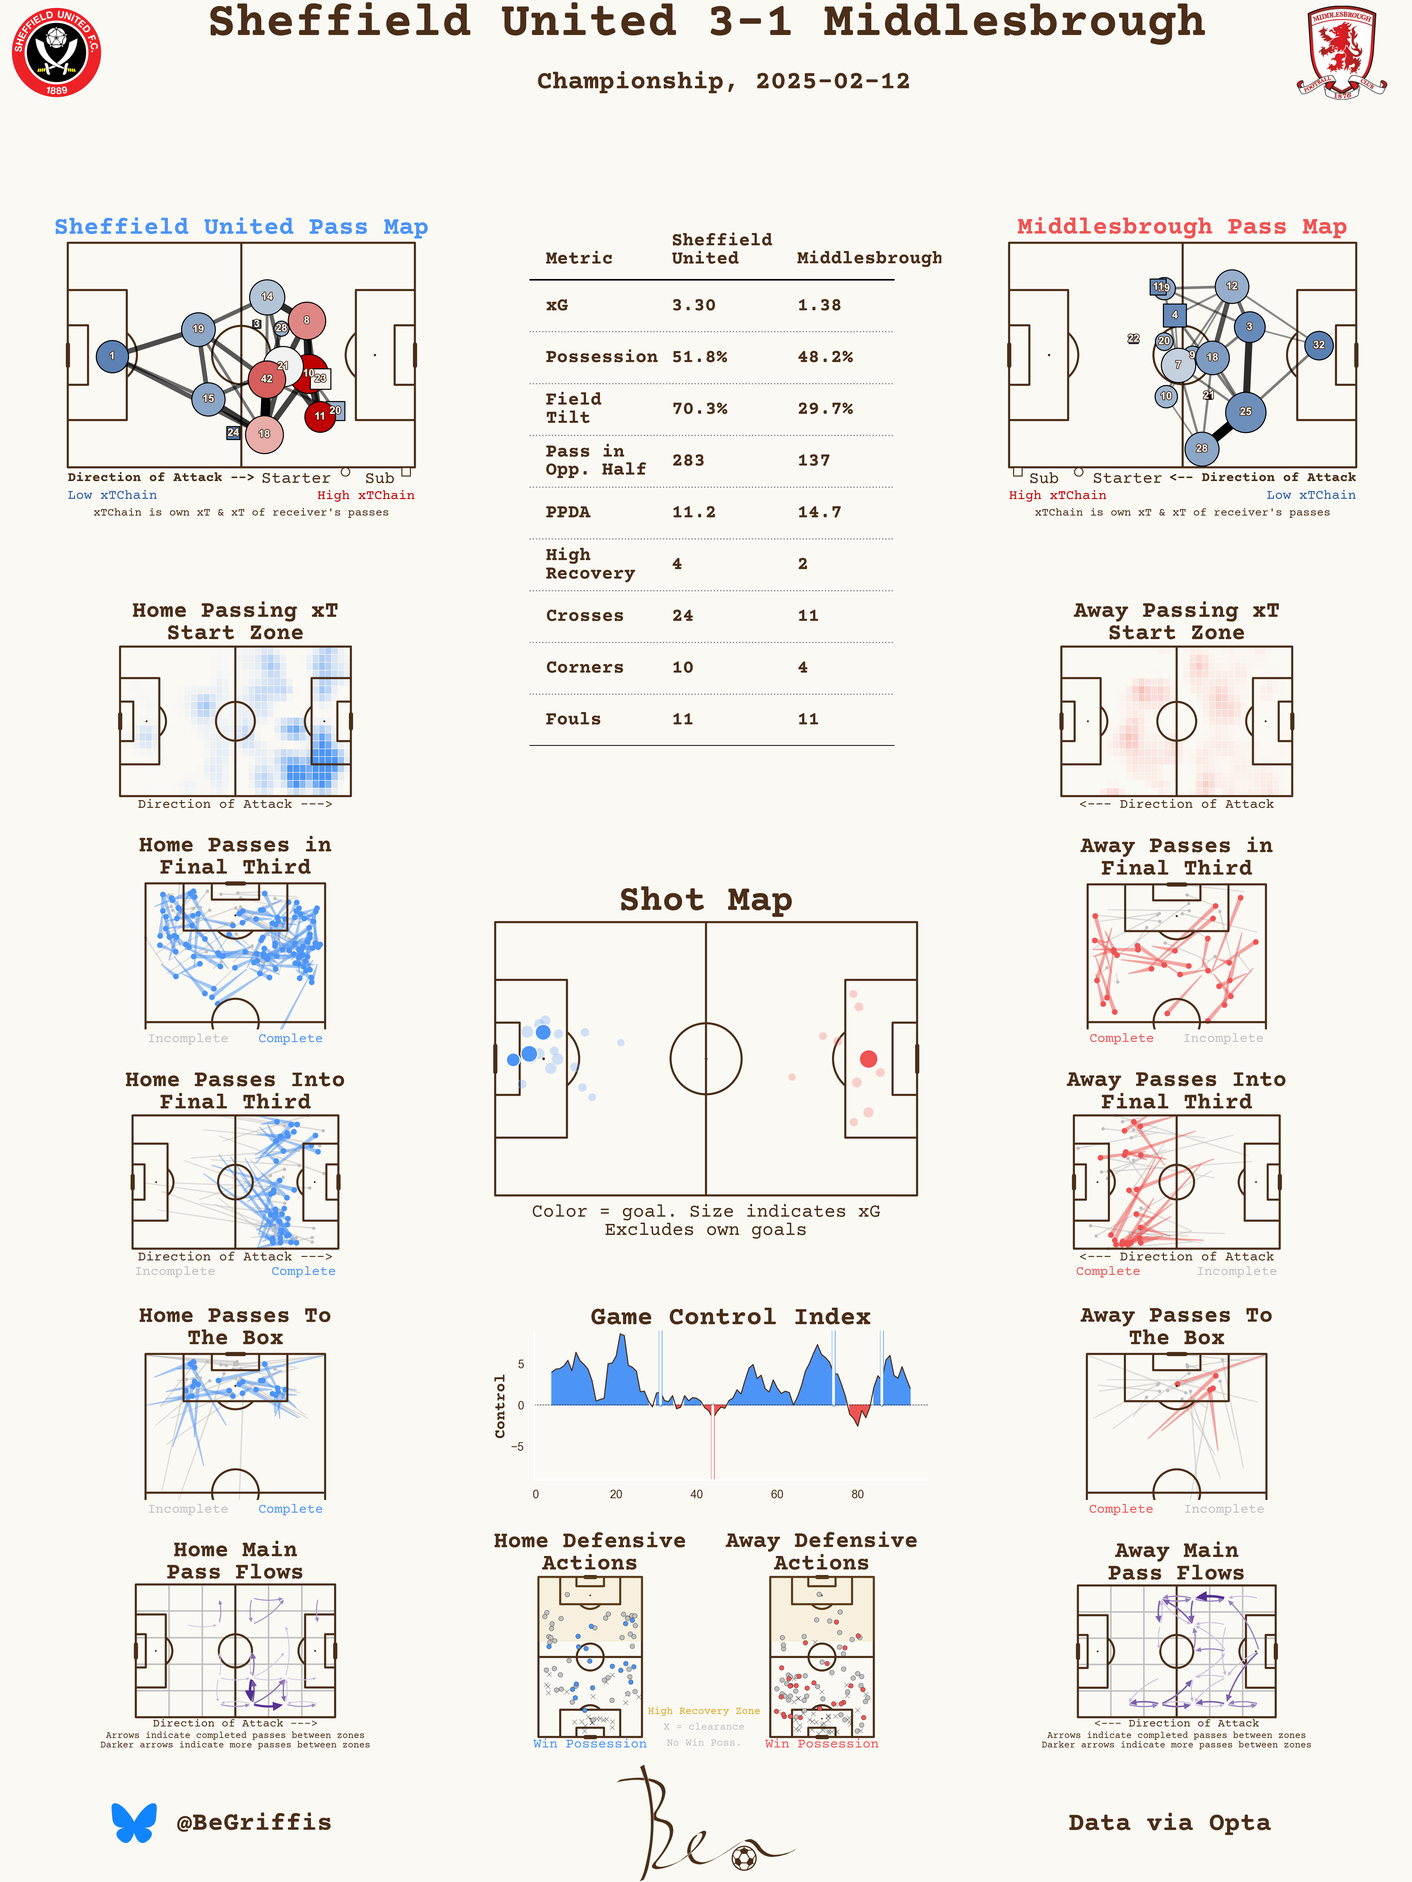 Sheffield United 3-1 Middlesbrough
Championship, 2025-02-12
SHEFFIELD UNITED F.C.
1889
MIDDLESBROUGH
FOOTBALL CLUB
1876
Sheffield United Pass Map
1
19
15
14
8
3
28
21
10
23
42
11
20
24
18
Direction of Attack --> Starter Sub
Low xTChain High xTChain
xTChain is own xT & xT of receiver's passes
Metric Sheffield United Middlesbrough
xG 3.30 1.38
Possession 51.8% 48.2%
Field Tilt 70.3% 29.7%
Pass in Opp. Half 283 137
PPDA 11.2 14.7
High Recovery 4 2
Crosses 24 11
Corners 10 4
Fouls 11 11
Middlesbrough Pass Map
11
19
12
4
3
22
20
9
7
18
32
10
21
25
28
Sub Starter <-- Direction of Attack
High xTChain Low xTChain
xTChain is own xT & xT of receiver's passes
Home Passing xT
Start Zone
Direction of Attack --->
Away Passing xT
Start Zone
<--- Direction of Attack
Home Passes in
Final Third
Incomplete Complete
Away Passes in
Final Third
Complete Incomplete
Shot Map
Color = goal. Size indicates xG
Excludes own goals
Home Passes Into
Final Third
Direction of Attack --->
Incomplete Complete
Away Passes Into
Final Third
<--- Direction of Attack
Complete Incomplete
Home Passes To
The Box
Incomplete Complete
Game Control Index
Control
5
0
−5
0 20 40 60 80
Away Passes To
The Box
Complete Incomplete
Home Main
Pass Flows
Direction of Attack --->
Arrows indicate completed passes between zones
Darker arrows indicate more passes between zones
Home Defensive
Actions
Win Possession
High Recovery Zone
X = clearance
No Win Poss.
Away Defensive
Actions
Win Possession
Away Main
Pass Flows
<--- Direction of Attack
Arrows indicate completed passes between zones
Darker arrows indicate more passes between zones
@BeGriffis
Ben
Data via Opta